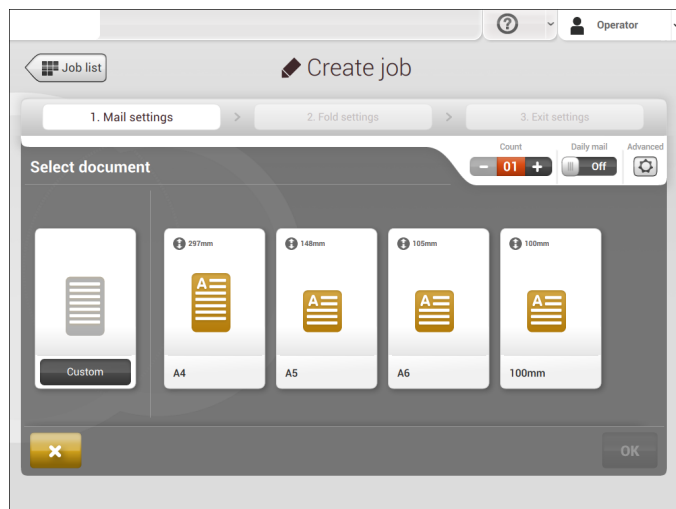 Operator
Job list
Create job
1. Mail settings
2. Fold settings
3. Exit settings
Count
Daily mail
Advanced
01
Off
Select document
297mm
148mm
105mm
100mm
A
A
A
A
Custom
A4
A5
A6
100mm
OK